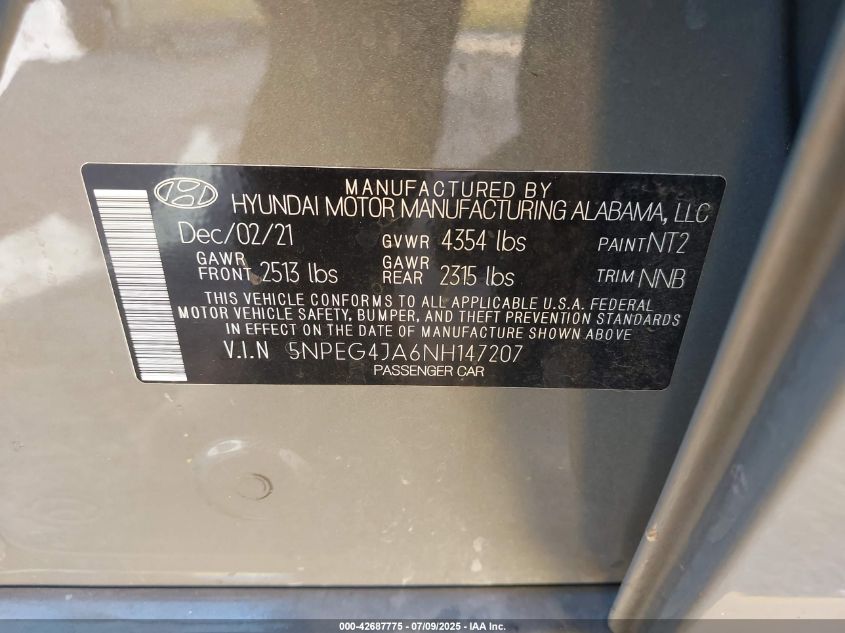 MANUFACTURED BY
HYUNDAI MOTOR MANUFACTURING ALABAMA, LLC
Dec/02/21 GVWR 4354 lbs PAINT NT2
GAWR FRONT 2513 lbs GAWR REAR 2315 lbs TRIM NNB
THIS VEHICLE CONFORMS TO ALL APPLICABLE U.S.A. FEDERAL
MOTOR VEHICLE SAFETY, BUMPER, AND THEFT PREVENTION STANDARDS
IN EFFECT ON THE DATE OF MANUFACTURE SHOWN ABOVE
V.I.N 5NPEG4JA6NH147207
PASSENGER CAR
000-42687775 - 07/09/2025 - IAA Inc.